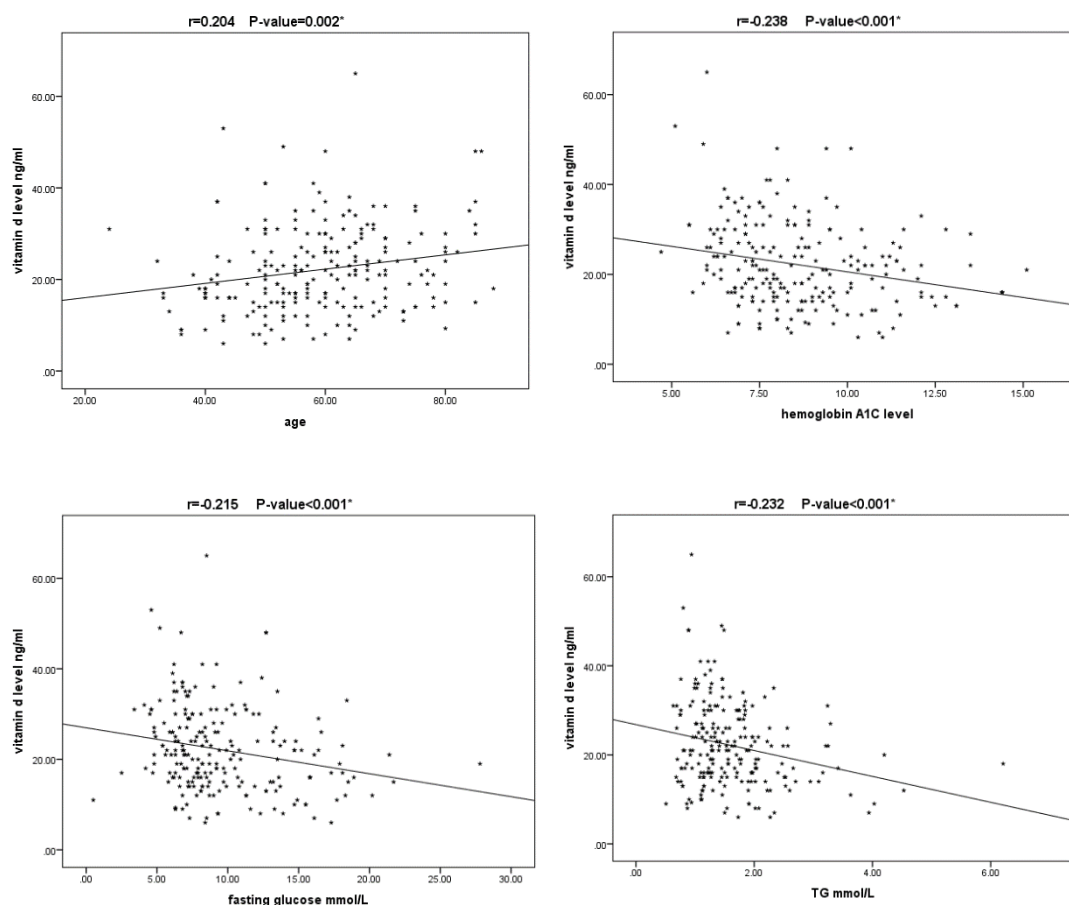 r=0.204 P-value=0.002*
vitamin d level ng/ml
60.00
40.00
20.00
.00
20.00 40.00 60.00 80.00
age
r=-0.238 P-value<0.001*
vitamin d level ng/ml
60.00
40.00
20.00
.00
5.00 7.50 10.00 12.50 15.00
hemoglobin A1C level
r=-0.215 P-value<0.001*
vitamin d level ng/ml
60.00
40.00
20.00
.00
.00 5.00 10.00 15.00 20.00 25.00 30.00
fasting glucose mmol/L
r=-0.232 P-value<0.001*
vitamin d level ng/ml
60.00
40.00
20.00
.00
.00 2.00 4.00 6.00
TG mmol/L